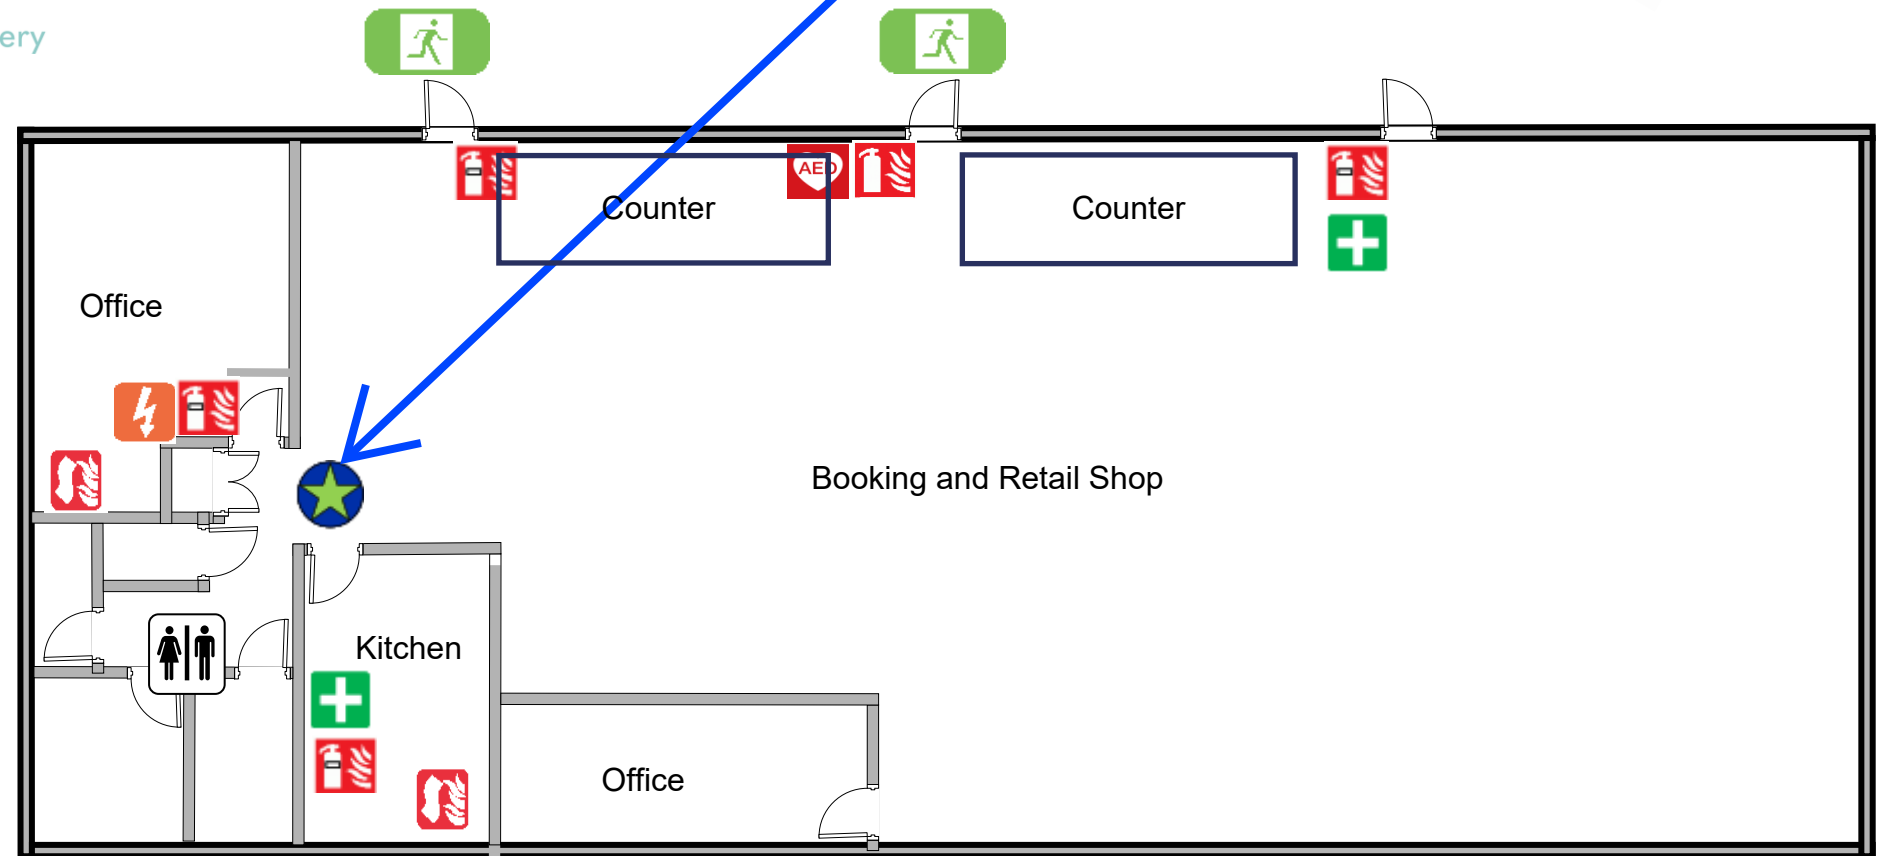 ery
AED
Counter
Counter
Office
Booking and Retail Shop
Kitchen
Office